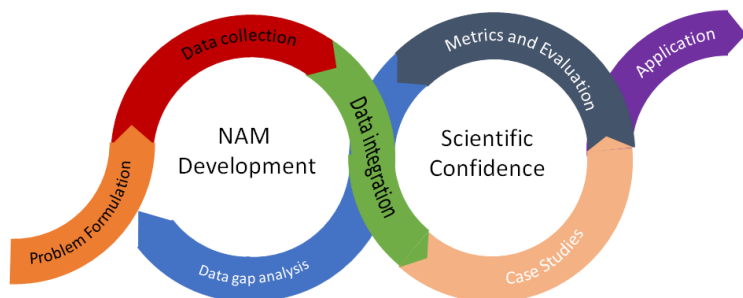 Problem Formulation
Data collection
NAM
Development
Data gap analysis
Data integration
Metrics and Evaluation
Scientific
Confidence
Case Studies
Application